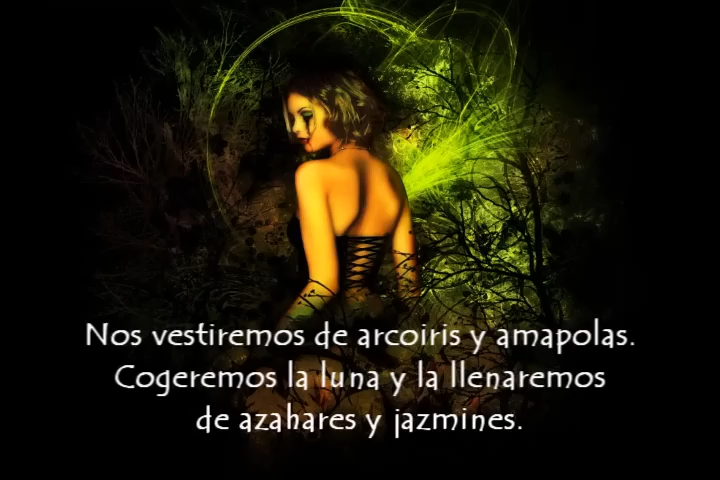 Nos vestiremos de arcoiris y amapolas.
Cogeremos la luna y la llenaremos
de azahares y jazmines.